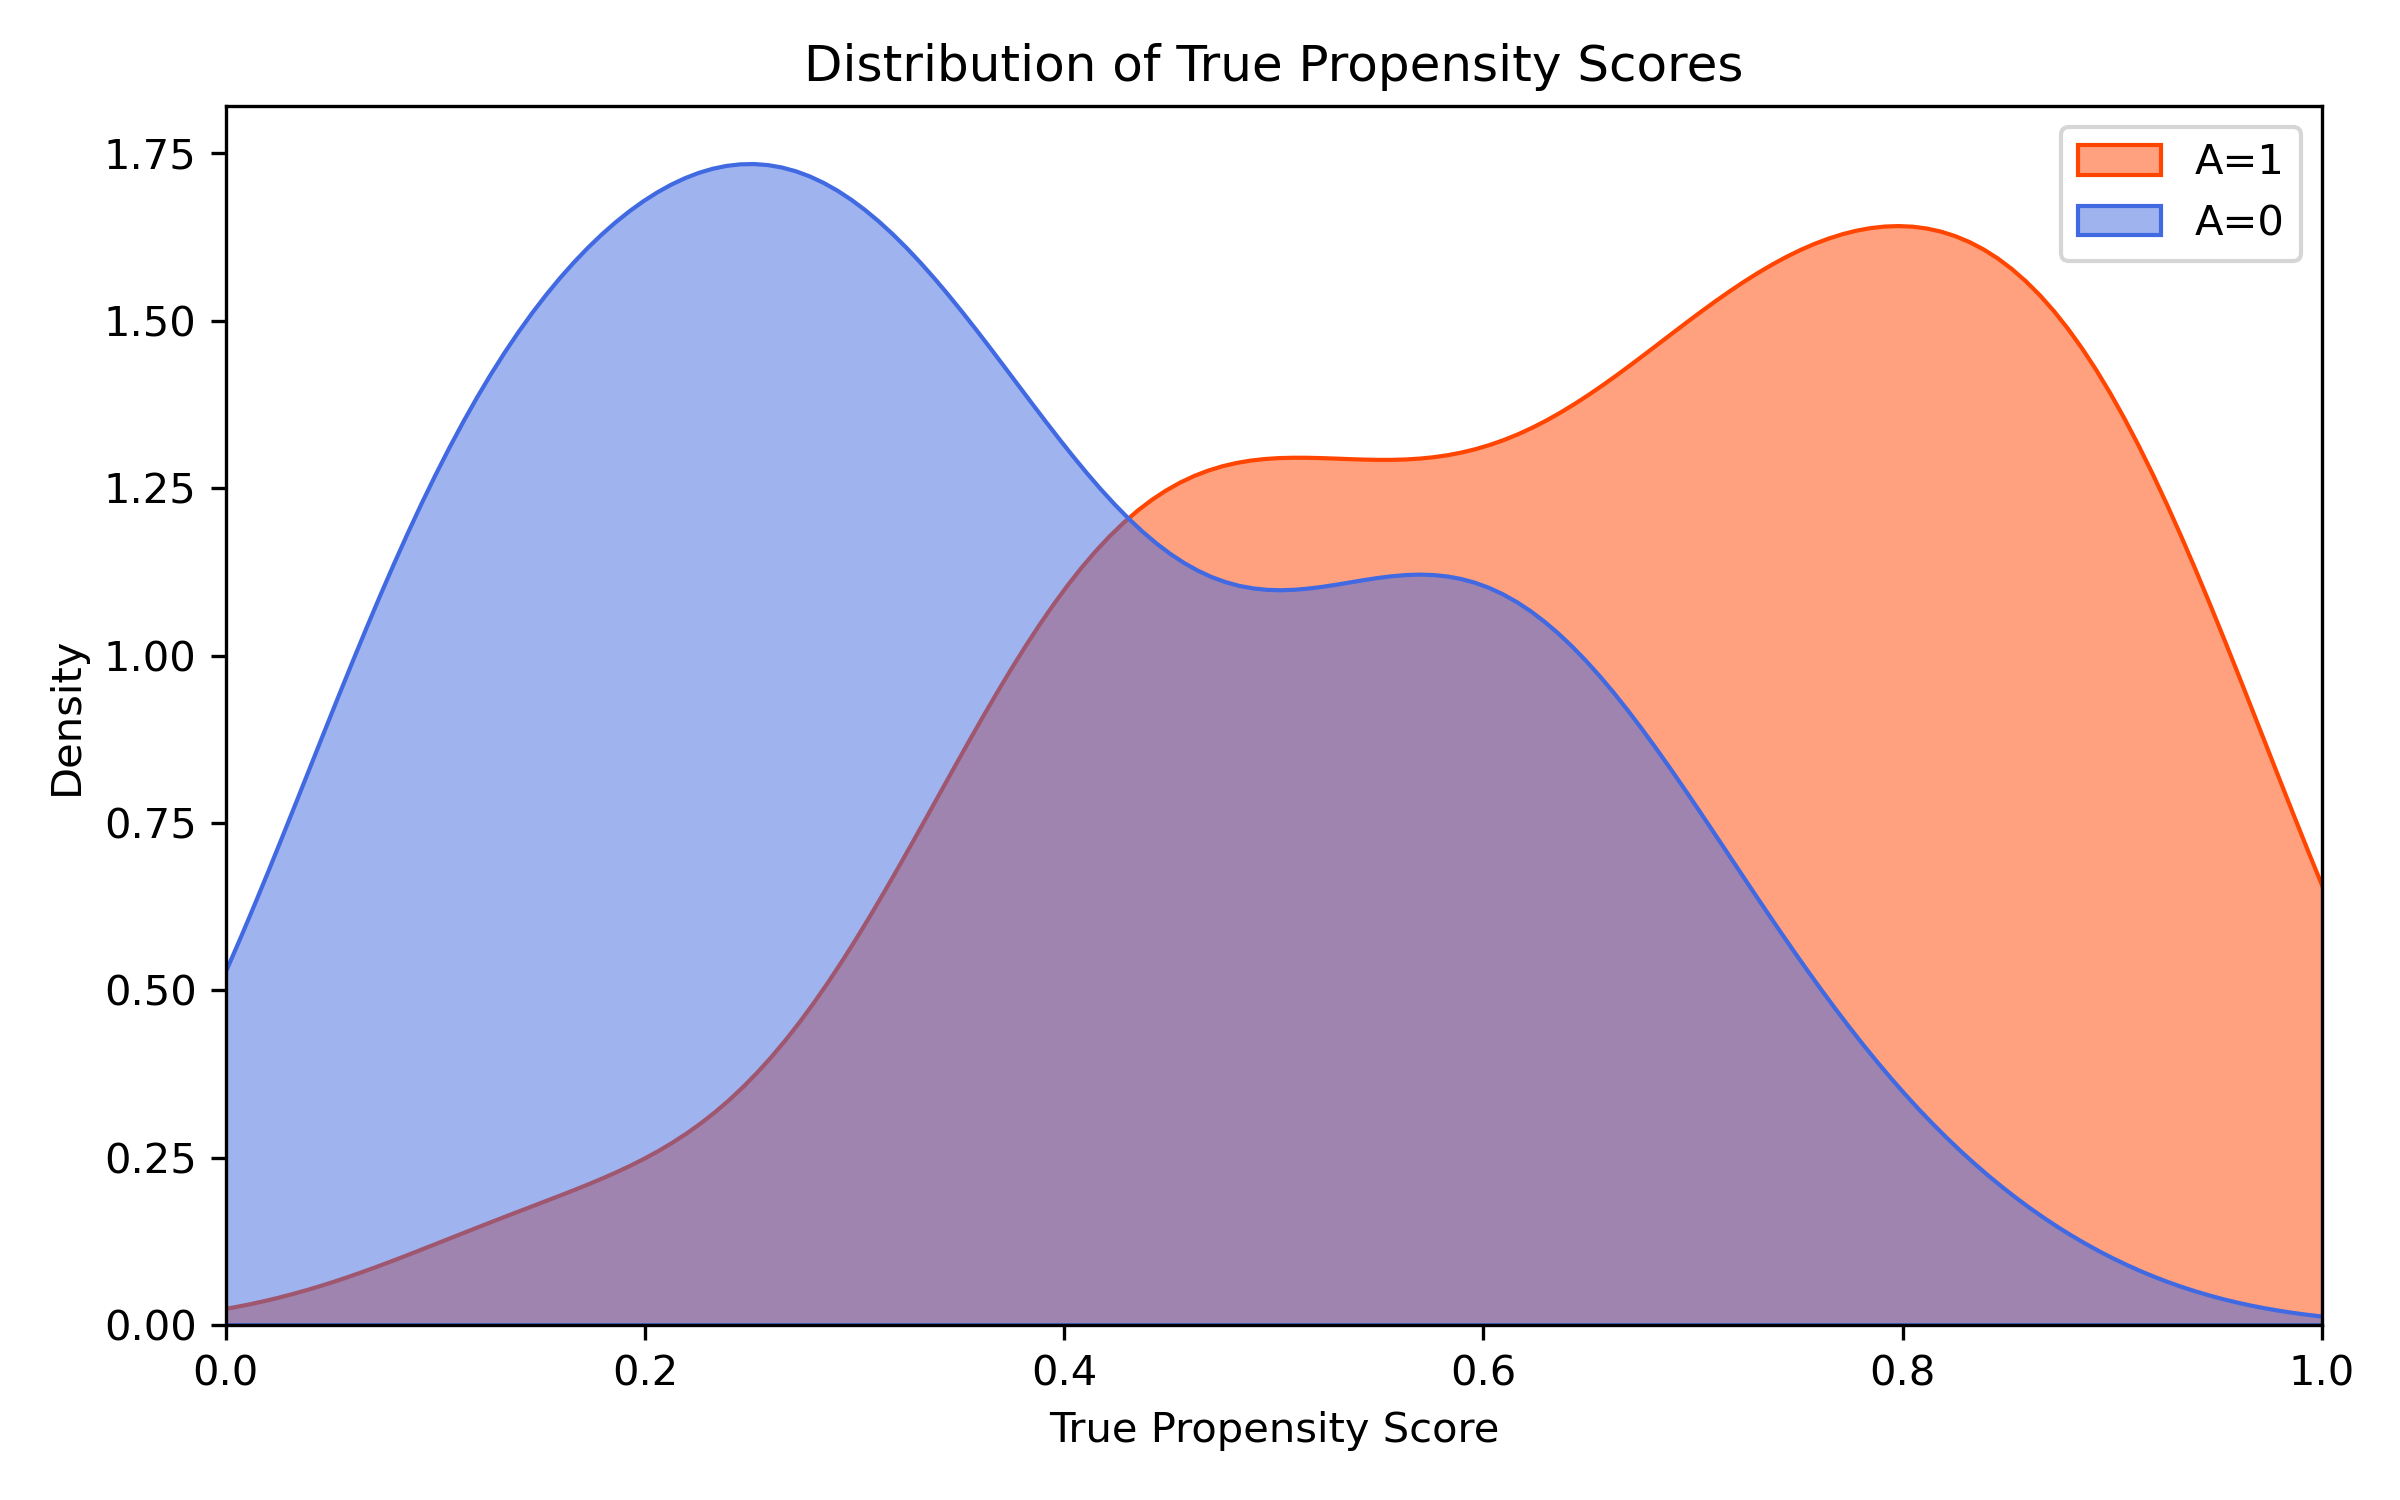 Distribution of True Propensity Scores
A=1
A=0
Density
1.75
1.50
1.25
1.00
0.75
0.50
0.25
0.00
0.0 0.2 0.4 0.6 0.8 1.0
True Propensity Score